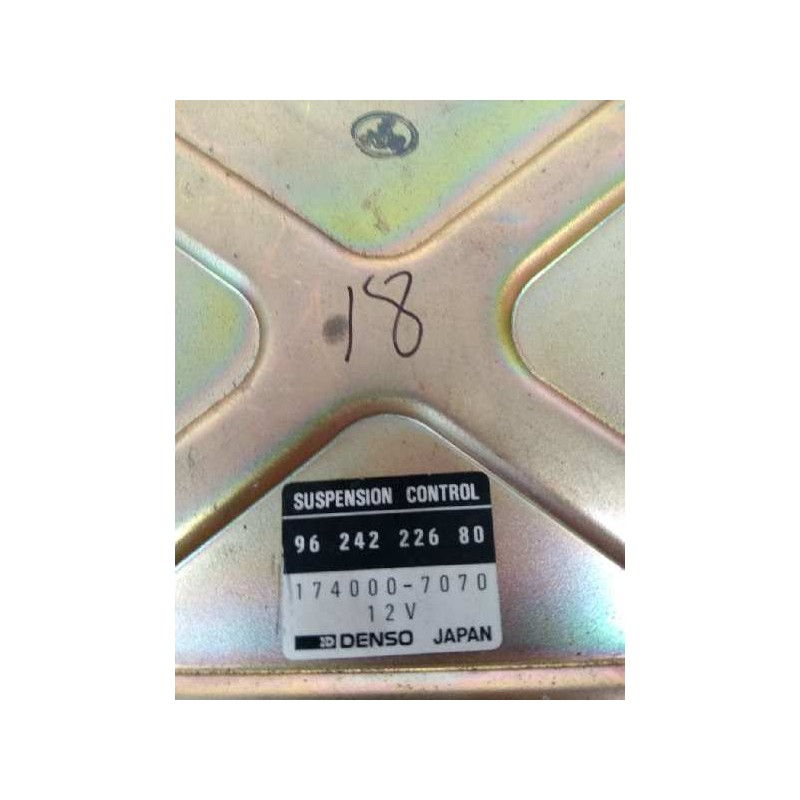 18
SUSPENSION CONTROL
96 242 226 80
174000-7070
12V
DENSO JAPAN